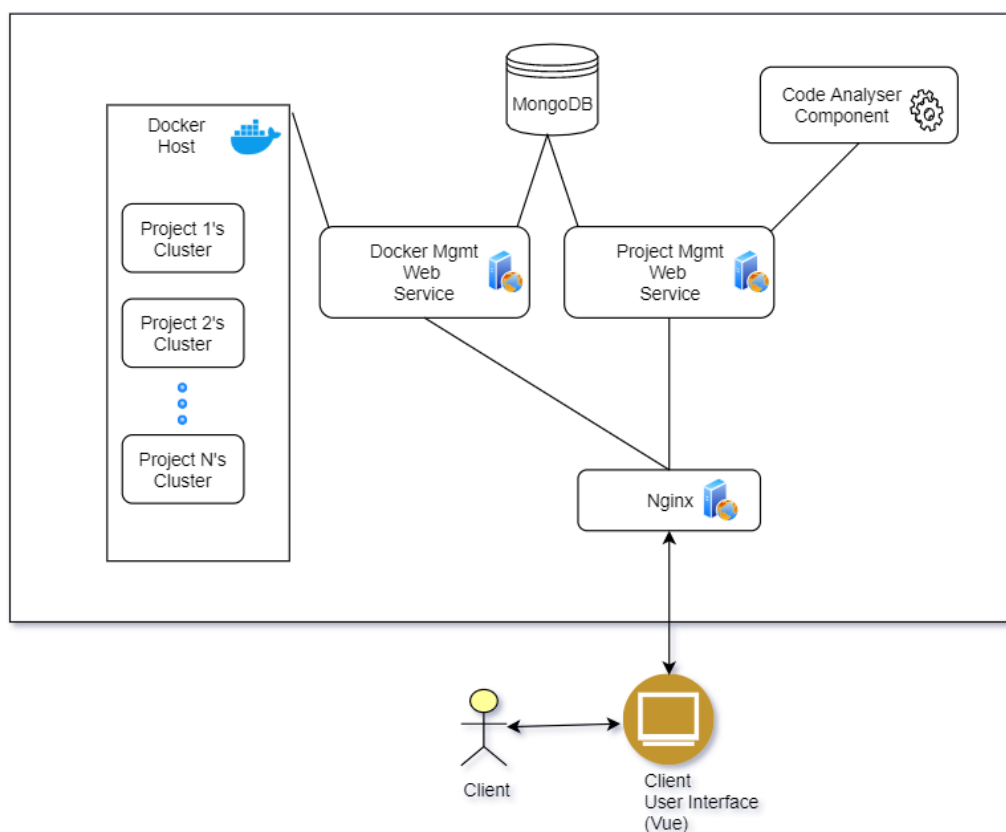 MongoDB
Code Analyser
Component
Docker
Host
Project 1's
Cluster
Project 2's
Cluster
Project N's
Cluster
Docker Mgmt
Web
Service
Project Mgmt
Web
Service
Nginx
Client
Client
User Interface
(Vue)